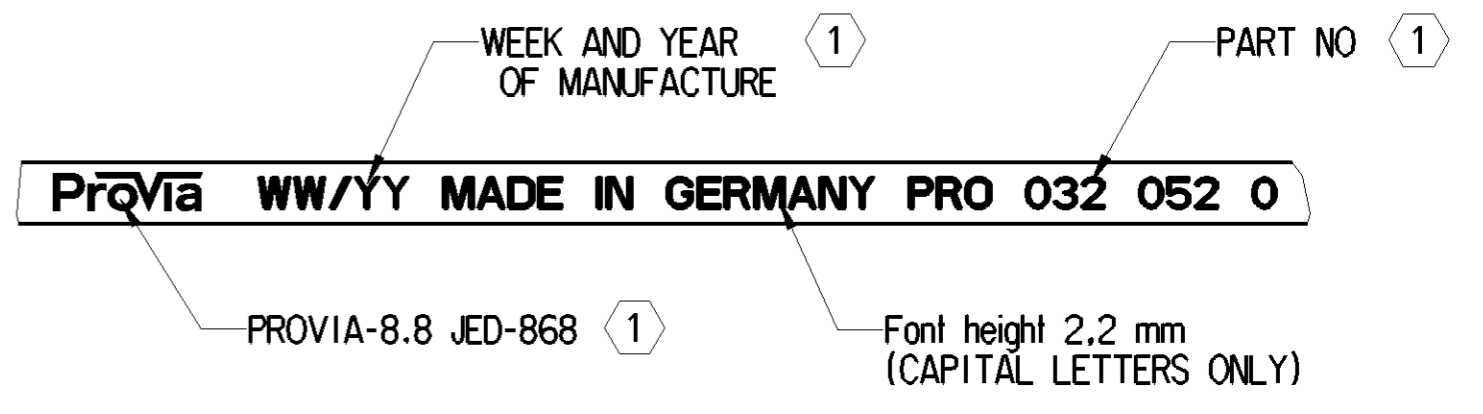 WEEK AND YEAR 1
OF MANUFACTURE
PART NO 1
ProVia WW/YY MADE IN GERMANY PRO 032 052 0
PROVIA-8.8 JED-868 1
Font height 2,2 mm
(CAPITAL LETTERS ONLY)